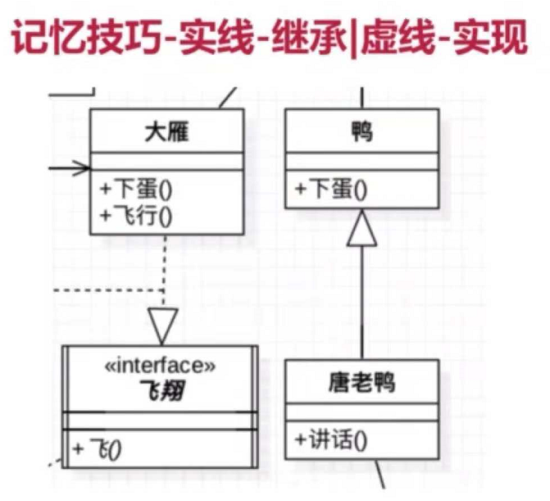 记忆技巧-实线-继承|虚线-实现
大雁
+下蛋()
+飞行()
鸭
+下蛋()
«interface»
飞翔
+飞()
唐老鸭
+讲话()